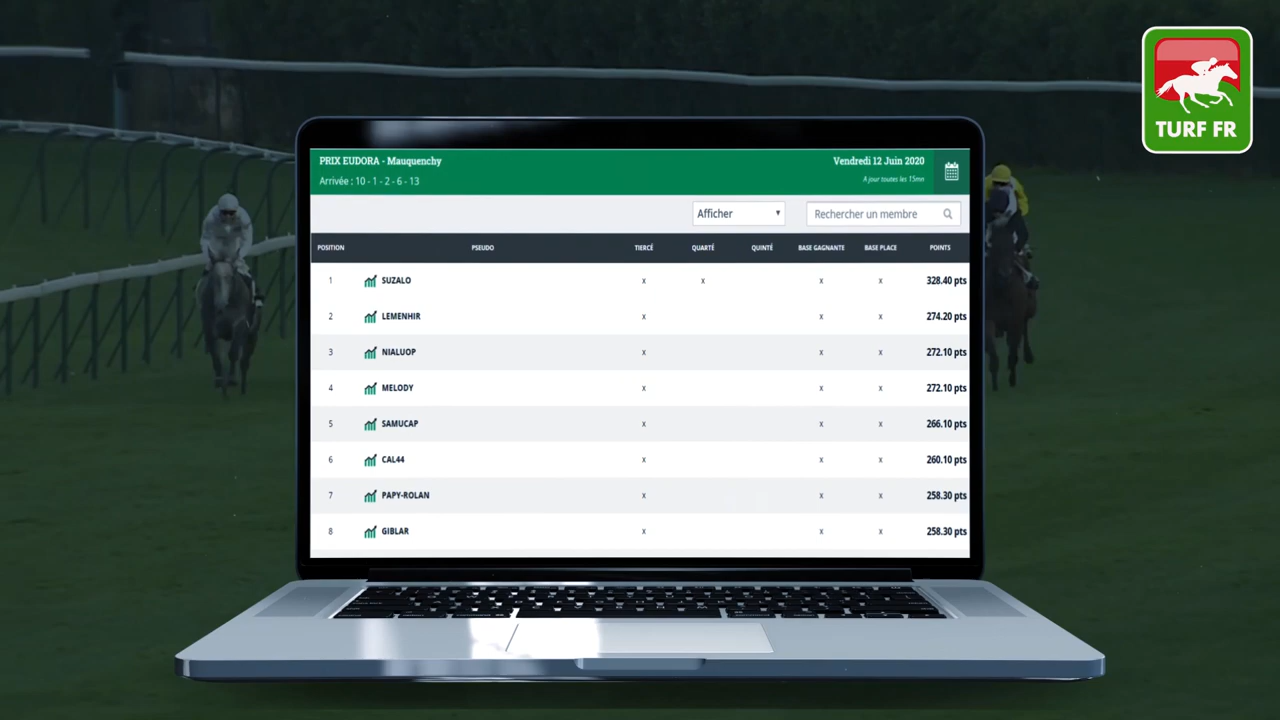 TURF FR
PRIX EUDORA - Mauquenchy
Vendredi 12 Juin 2020
Arrivée : 10 - 1 - 2 - 6 - 13
A jour toutes les 15mn
Afficher
Rechercher un membre
POSITION PSEUDO TIERCÉ QUARTÉ QUINTÉ BASE GAGNANTE BASE PLACE POINTS
1 SUZALO x x x x 328.40 pts
2 LEMENHIR x x x 274.20 pts
3 NIALUOP x x x 272.10 pts
4 MELODY x x x 272.10 pts
5 SAMUCAP x x x 266.10 pts
6 CAL44 x x x 260.10 pts
7 PAPY-ROLAN x x x 258.30 pts
8 GIBLAR x x x 258.30 pts